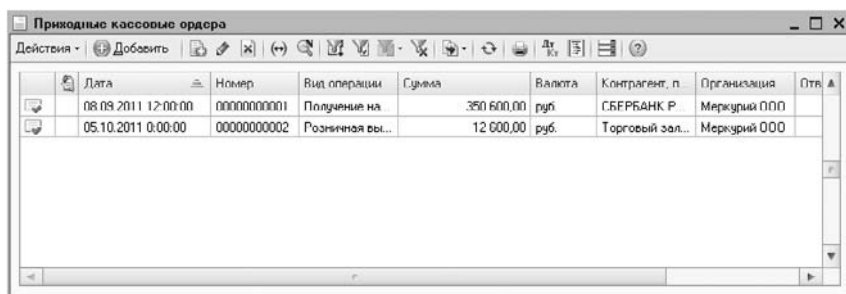 Приходные кассовые ордера
Действия Добавить Дт Кт ?
Дата Номер Вид операции Сумма Валюта Контрагент, п... Организация Отв
08.09.2011 12:00:00 00000000001 Получение на... 350 600,00 руб. СБЕРБАНК Р... Меркурий ООО
05.10.2011 0:00:00 00000000002 Розничная вы... 12 600,00 руб. Торговый зал... Меркурий ООО